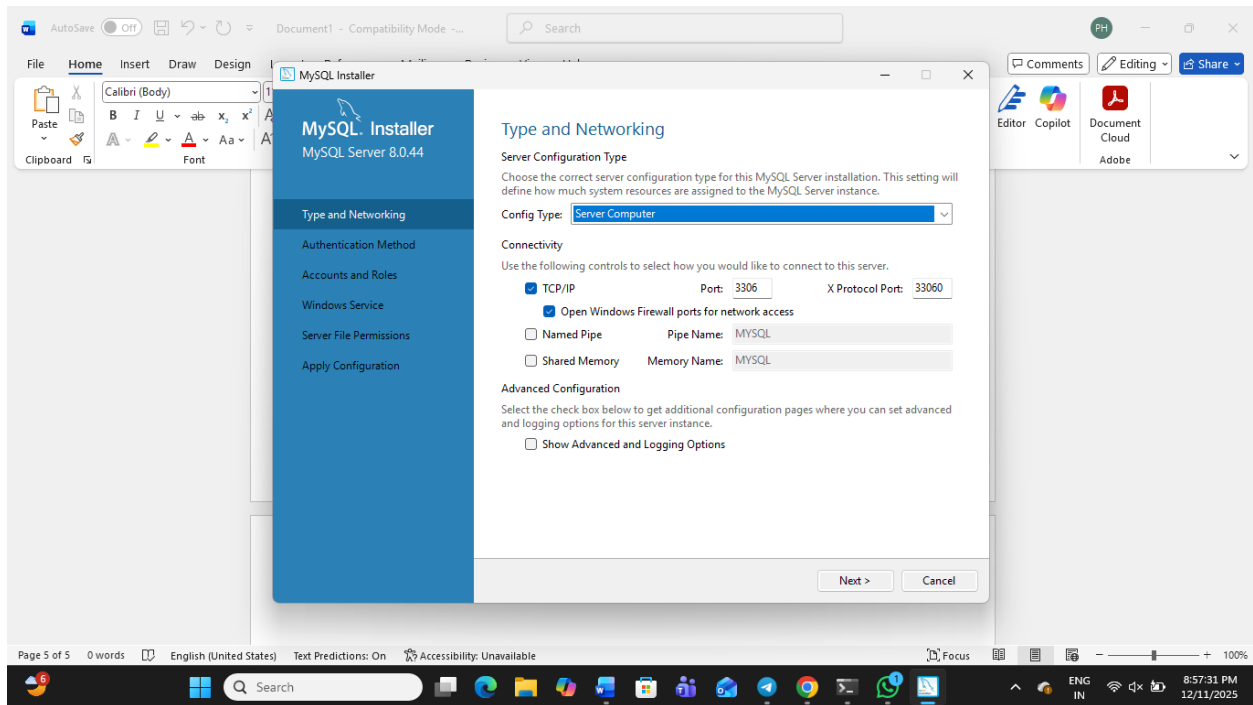 AutoSave Off Document1 - Compatibility Mode -... Search PH
File Home Insert Draw Design
Comments Editing Share
MySQL Installer
Calibri (Body)
Paste
B I U ab x₂ x² A
Aa
Clipboard Font
Editor Copilot Document Cloud
Adobe
MySQL. Installer
MySQL Server 8.0.44
Type and Networking
Authentication Method
Accounts and Roles
Windows Service
Server File Permissions
Apply Configuration
Type and Networking
Server Configuration Type
Choose the correct server configuration type for this MySQL Server installation. This setting will
define how much system resources are assigned to the MySQL Server instance.
Config Type: Server Computer
Connectivity
Use the following controls to select how you would like to connect to this server.
TCP/IP Port: 3306 X Protocol Port: 33060
Open Windows Firewall ports for network access
Named Pipe Pipe Name: MYSQL
Shared Memory Memory Name: MYSQL
Advanced Configuration
Select the check box below to get additional configuration pages where you can set advanced
and logging options for this server instance.
Show Advanced and Logging Options
Next > Cancel
Page 5 of 5 0 words English (United States) Text Predictions: On Accessibility: Unavailable Focus 100%
6 Search 1 ENG IN 8:57:31 PM 12/11/2025